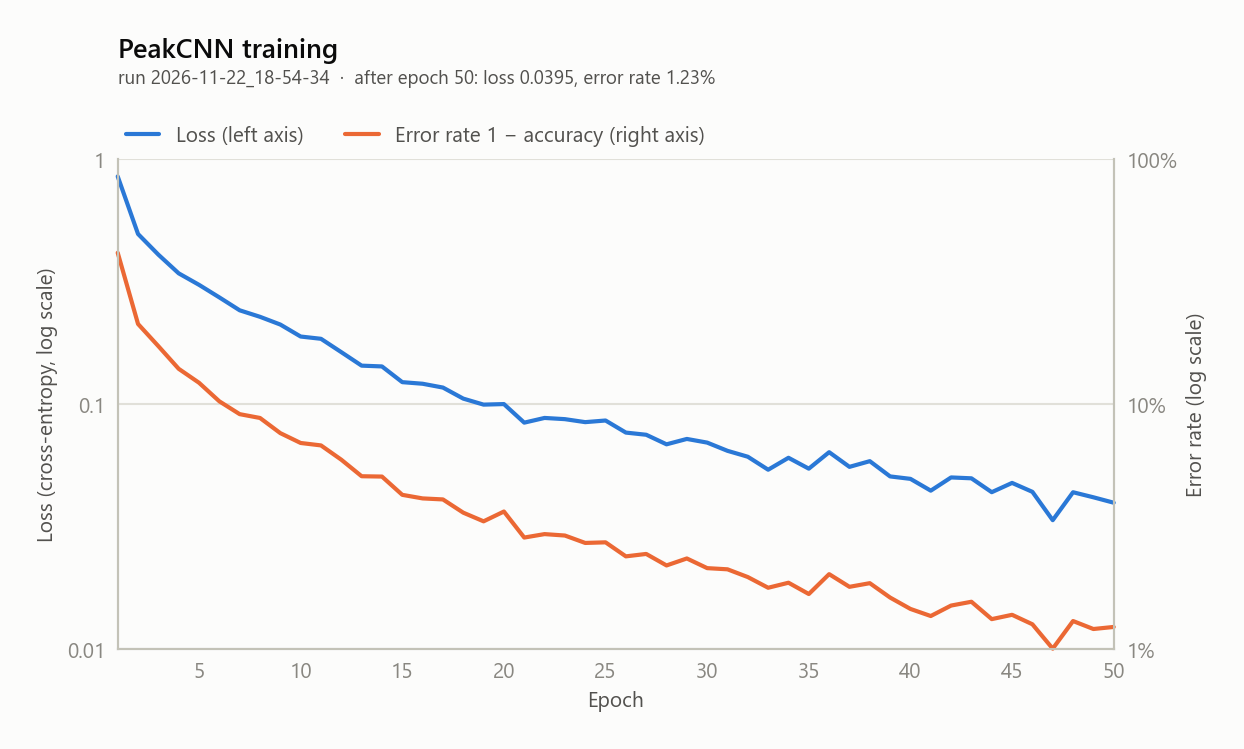 PeakCNN training
run 2026-11-22_18-54-34 · after epoch 50: loss 0.0395, error rate 1.23%
Loss (left axis)
Error rate 1 − accuracy (right axis)
1
0.1
0.01
Loss (cross-entropy, log scale)
100%
10%
1%
Error rate (log scale)
5 10 15 20 25 30 35 40 45 50
Epoch